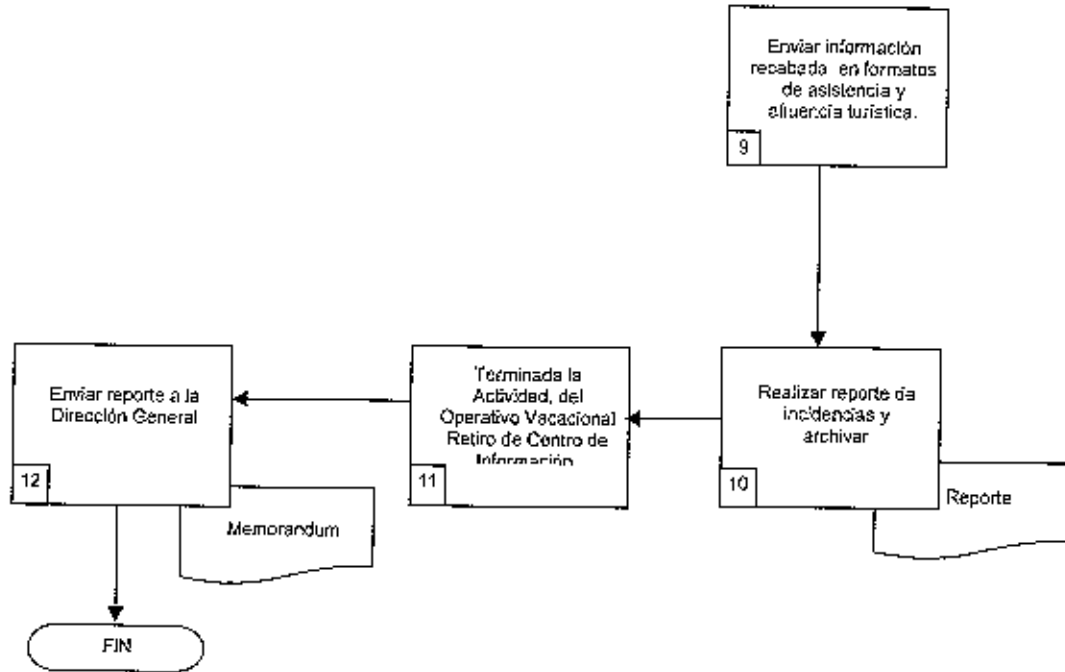 Enviar información
recabada en formatos
de asistencia y
afluencia turística.
9
Realizar reporte de
incidencias y
archivar
10
Reporte
Terminada la
Actividad, del
Operativo Vacacional
Retiro de Centro de
Información
11
Enviar reporte a la
Dirección General
12
Memorandum
FIN